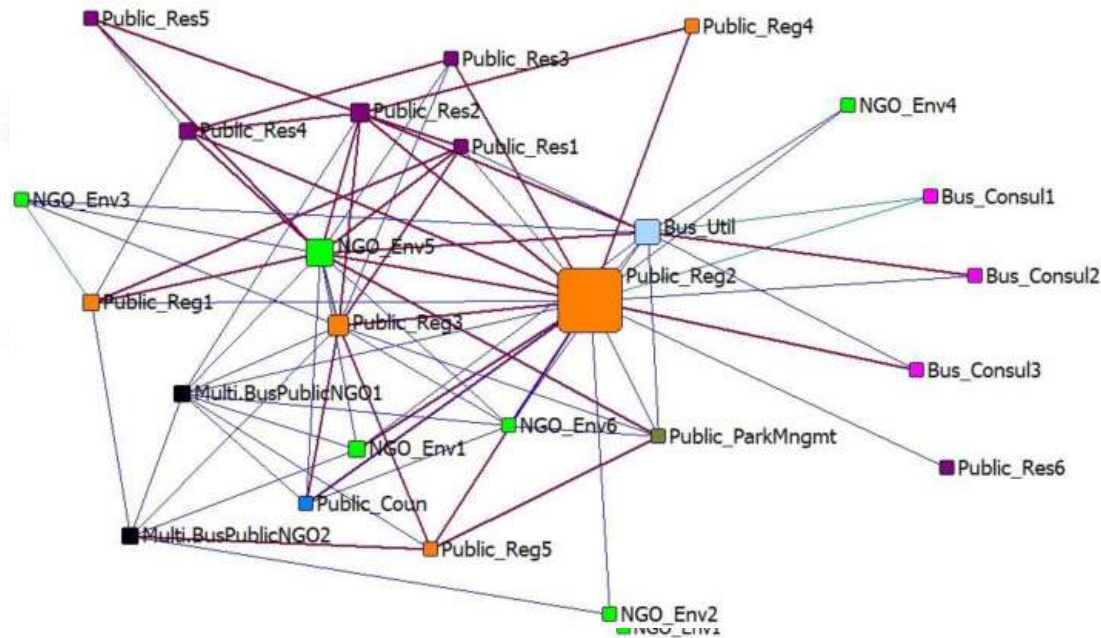 Public_Res5
Public_Reg4
Public_Res3
NGO_Env4
Public_Res2
Public_Res4
Public_Res1
Bus_Consul1
NGO_Env3
Bus_Util
NGO_Env5
Public_Reg2
Bus_Consul2
Public_Reg1
Public_Reg3
Bus_Consul3
Multi.BusPublicNGO1
NGO_Env6
Public_ParkMngmt
NGO_Env1
Public_Res6
Public_Coun
Multi.BusPublicNGO2
Public_Reg5
NGO_Env2
NGO_Env1